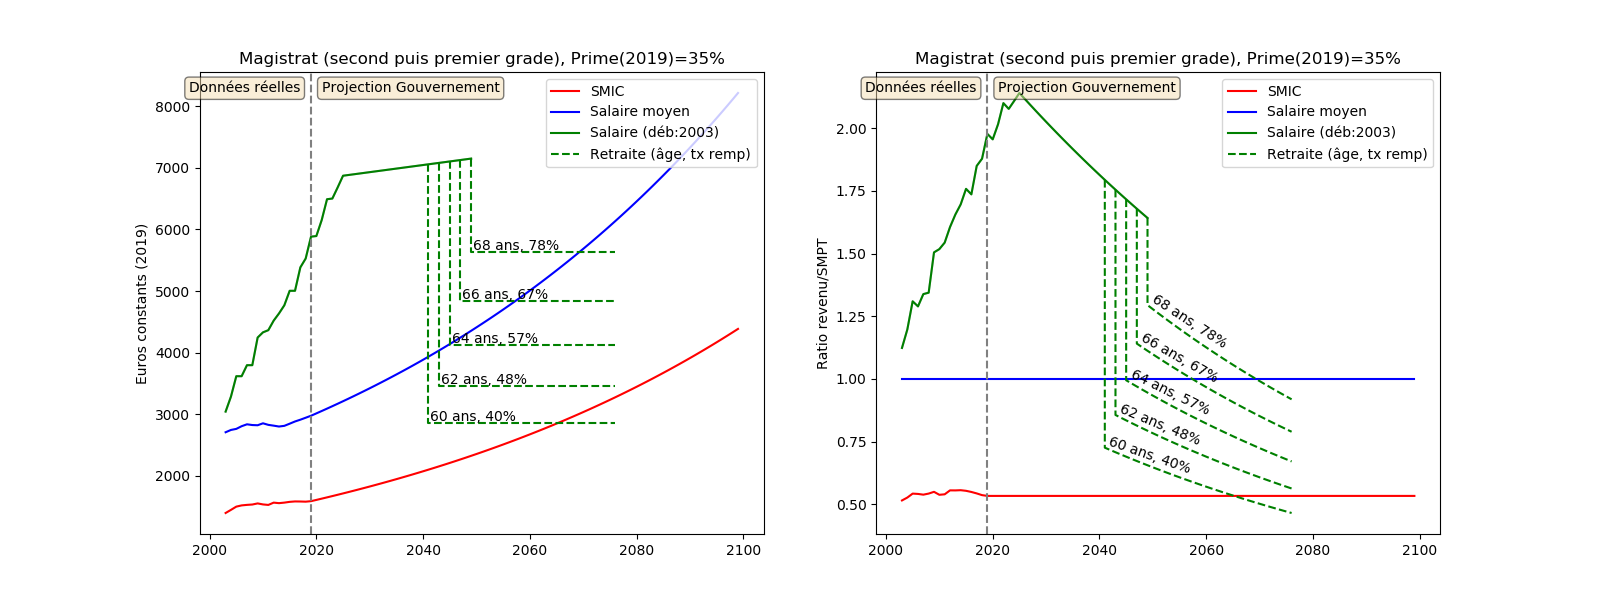 Magistrat (second puis premier grade), Prime(2019)=35%
Données réelles
Projection Gouvernement
SMIC
Salaire moyen
Salaire (déb:2003)
Retraite (âge, tx remp)
Euros constants (2019)
8000
7000
6000
5000
4000
3000
2000
68 ans, 78%
66 ans, 67%
64 ans, 57%
62 ans, 48%
60 ans, 40%
2000 2020 2040 2060 2080 2100
Magistrat (second puis premier grade), Prime(2019)=35%
Données réelles
Projection Gouvernement
SMIC
Salaire moyen
Salaire (déb:2003)
Retraite (âge, tx remp)
Ratio revenu/SMPT
2.00
1.75
1.50
1.25
1.00
0.75
0.50
68 ans, 78%
66 ans, 67%
64 ans, 57%
62 ans, 48%
60 ans, 40%
2000 2020 2040 2060 2080 2100